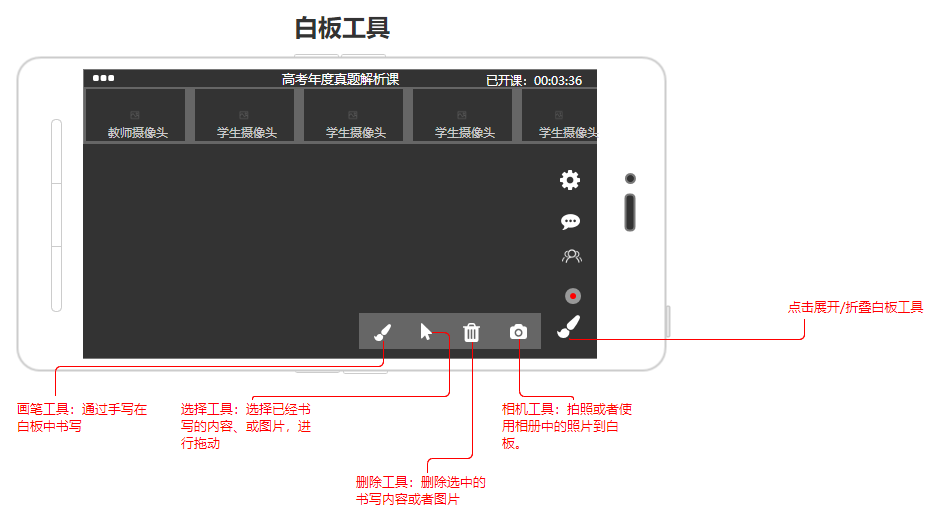 白板工具
高考年度真题解析课
已开课：00:03:36
教师摄像头
学生摄像头
学生摄像头
学生摄像头
学生摄像头
点击展开/折叠白板工具
画笔工具：通过手写在
白板中书写
选择工具：选择已经书
写的内容、或图片，进
行拖动
相机工具：拍照或者使
用相册中的照片到白
板。
删除工具：删除选中的
书写内容或者图片